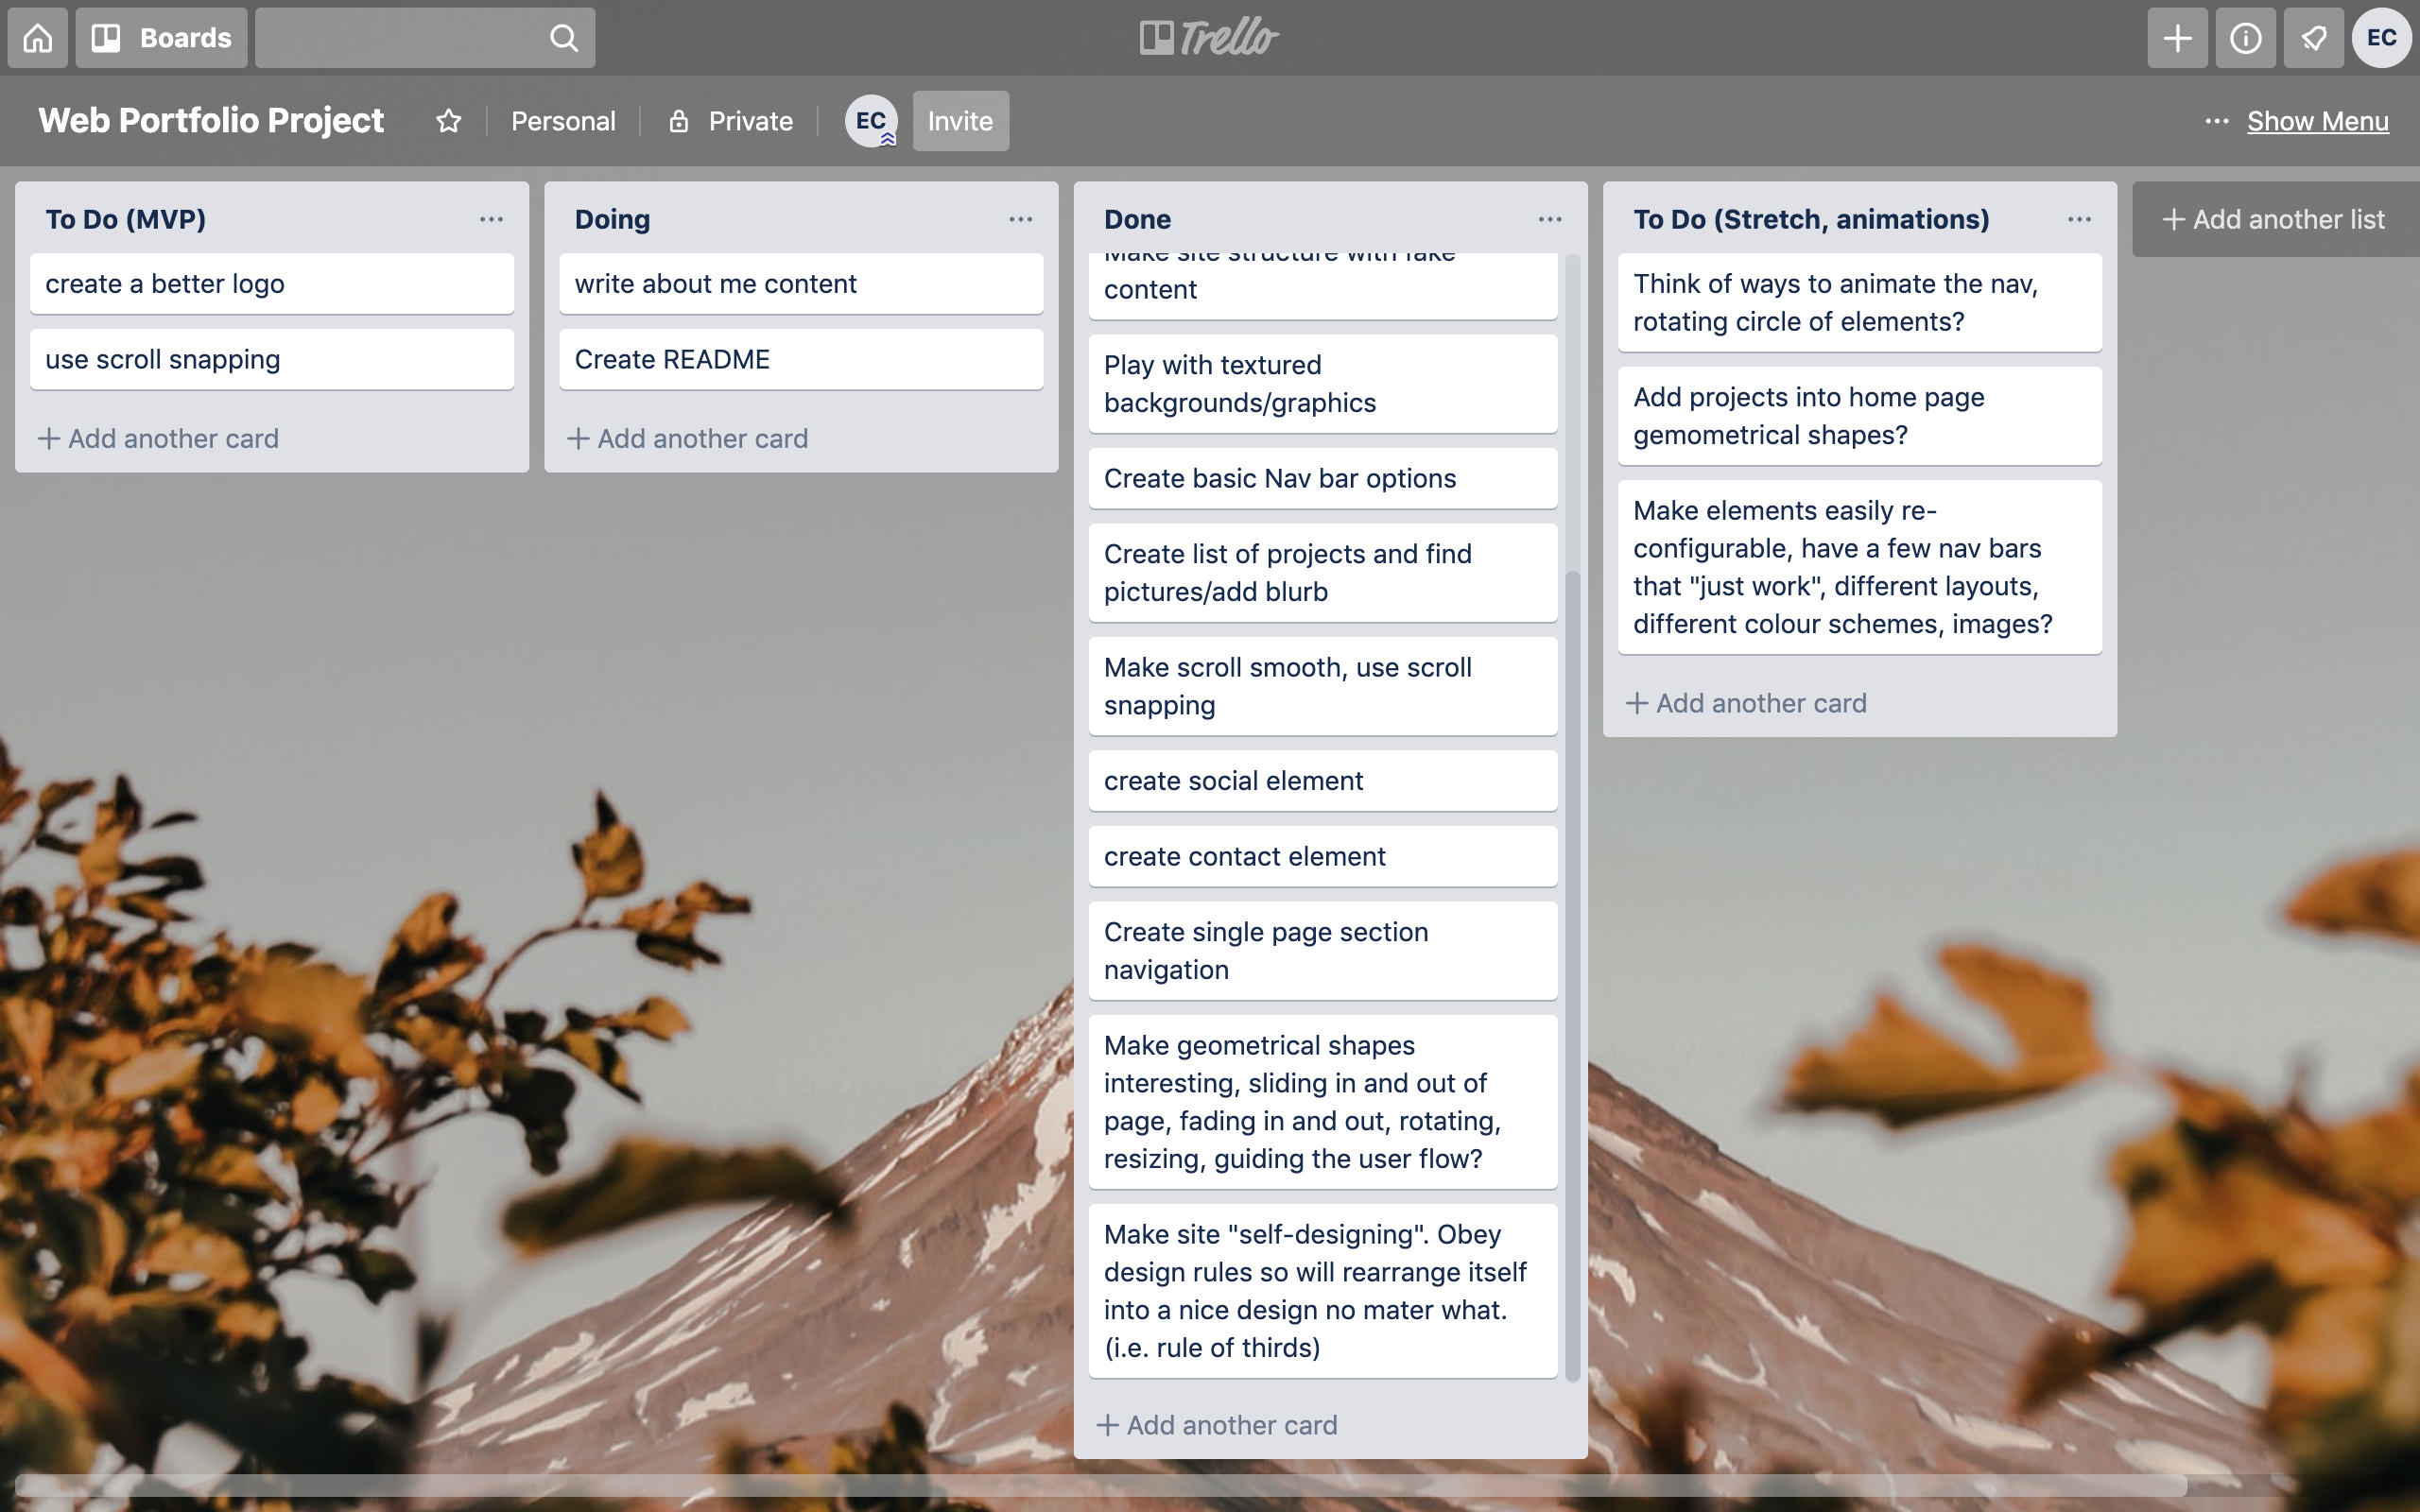 Boards
Trello
EC
Web Portfolio Project
Personal
Private
EC
Invite
Show Menu
To Do (MVP)
create a better logo
use scroll snapping
Add another card
Doing
write about me content
Create README
Add another card
Done
Make site structure with fake
content
Play with textured
backgrounds/graphics
Create basic Nav bar options
Create list of projects and find
pictures/add blurb
Make scroll smooth, use scroll
snapping
create social element
create contact element
Create single page section
navigation
Make geometrical shapes
interesting, sliding in and out of
page, fading in and out, rotating,
resizing, guiding the user flow?
Make site "self-designing". Obey
design rules so will rearrange itself
into a nice design no mater what.
(i.e. rule of thirds)
Add another card
To Do (Stretch, animations)
Think of ways to animate the nav,
rotating circle of elements?
Add projects into home page
gemometrical shapes?
Make elements easily re-
configurable, have a few nav bars
that "just work", different layouts,
different colour schemes, images?
Add another card
Add another list